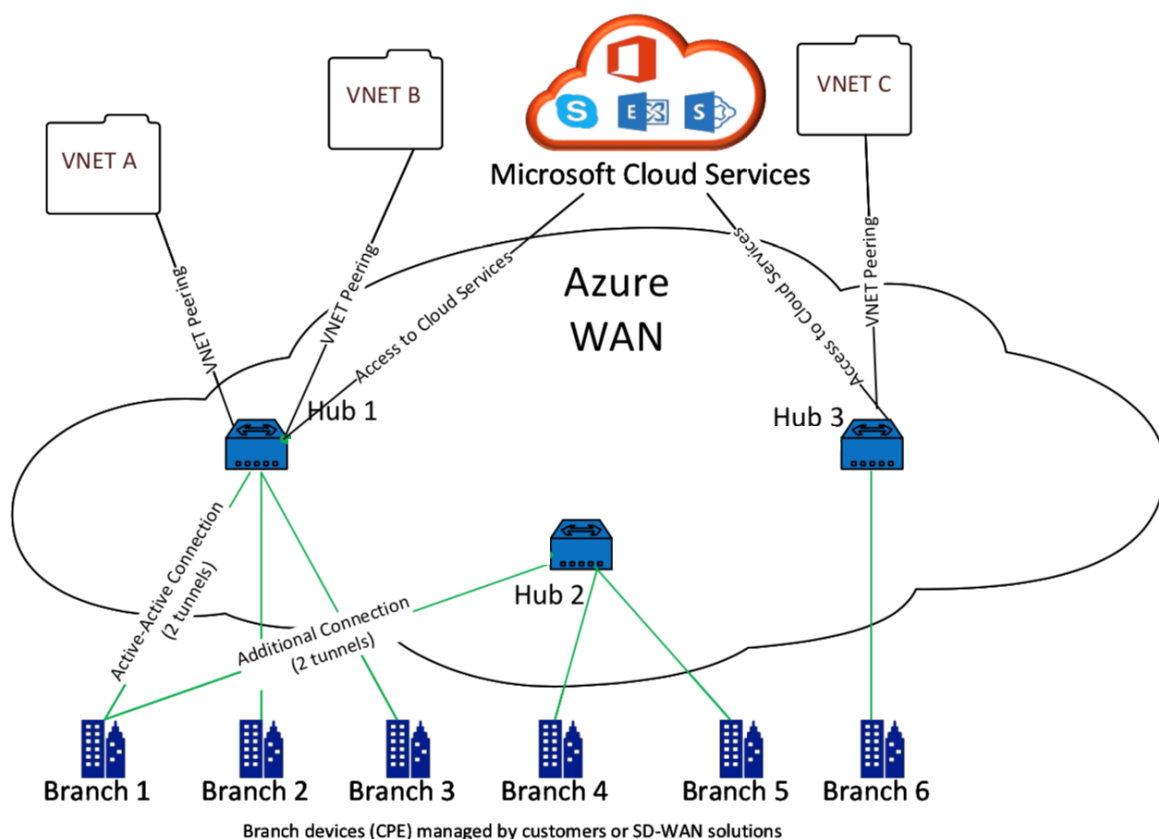 VNET A
VNET B
VNET C
S
E X
S
Microsoft Cloud Services
Azure
WAN
VNET Peering
VNET Peering
Access to Cloud Services
Access to Cloud Services
VNET Peering
Hub 1
Hub 3
Hub 2
Active-Active Connection
(2 tunnels)
Additional Connection
(2 tunnels)
Branch 1
Branch 2
Branch 3
Branch 4
Branch 5
Branch 6
Branch devices (CPE) managed by customers or SD-WAN solutions